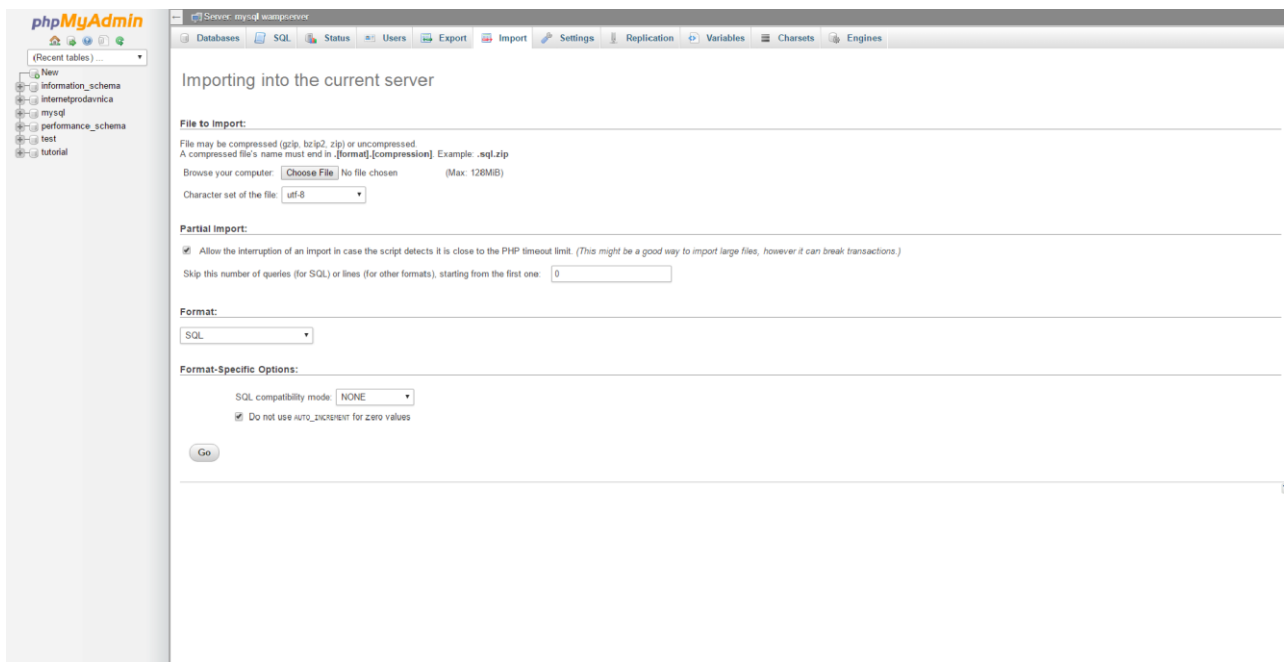 phpMyAdmin
(Recent tables) ...
New
information_schema
internetprodavnica
mysql
performance_schema
test
tutorial
Server: mysql wampserver
Databases SQL Status Users Export Import Settings Replication Variables Charsets Engines
Importing into the current server
File to Import:
File may be compressed (gzip, bzip2, zip) or uncompressed.
A compressed file's name must end in .[format].[compression]. Example: .sql.zip
Browse your computer: Choose File No file chosen (Max: 128MiB)
Character set of the file: utf-8
Partial Import:
Allow the interruption of an import in case the script detects it is close to the PHP timeout limit. (This might be a good way to import large files, however it can break transactions.)
Skip this number of queries (for SQL) or lines (for other formats), starting from the first one: 0
Format:
SQL
Format-Specific Options:
SQL compatibility mode: NONE
Do not use AUTO_INCREMENT for zero values
Go